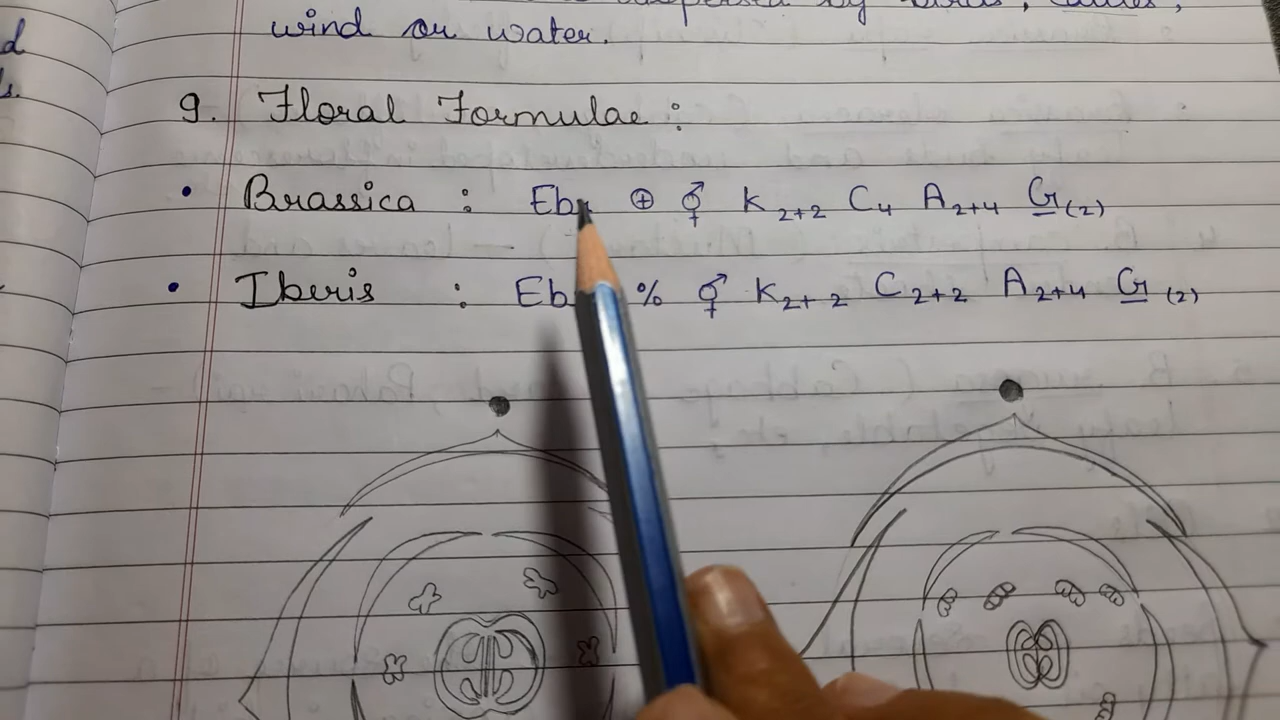 wind or water.
9. Floral Formulae :
• Brassica : Ebr ⊕ ⚥ K2+2 C4 A2+4 G(2)
• Iberis : Eb % ⚥ K2+2 C2+2 A2+4 G(2)